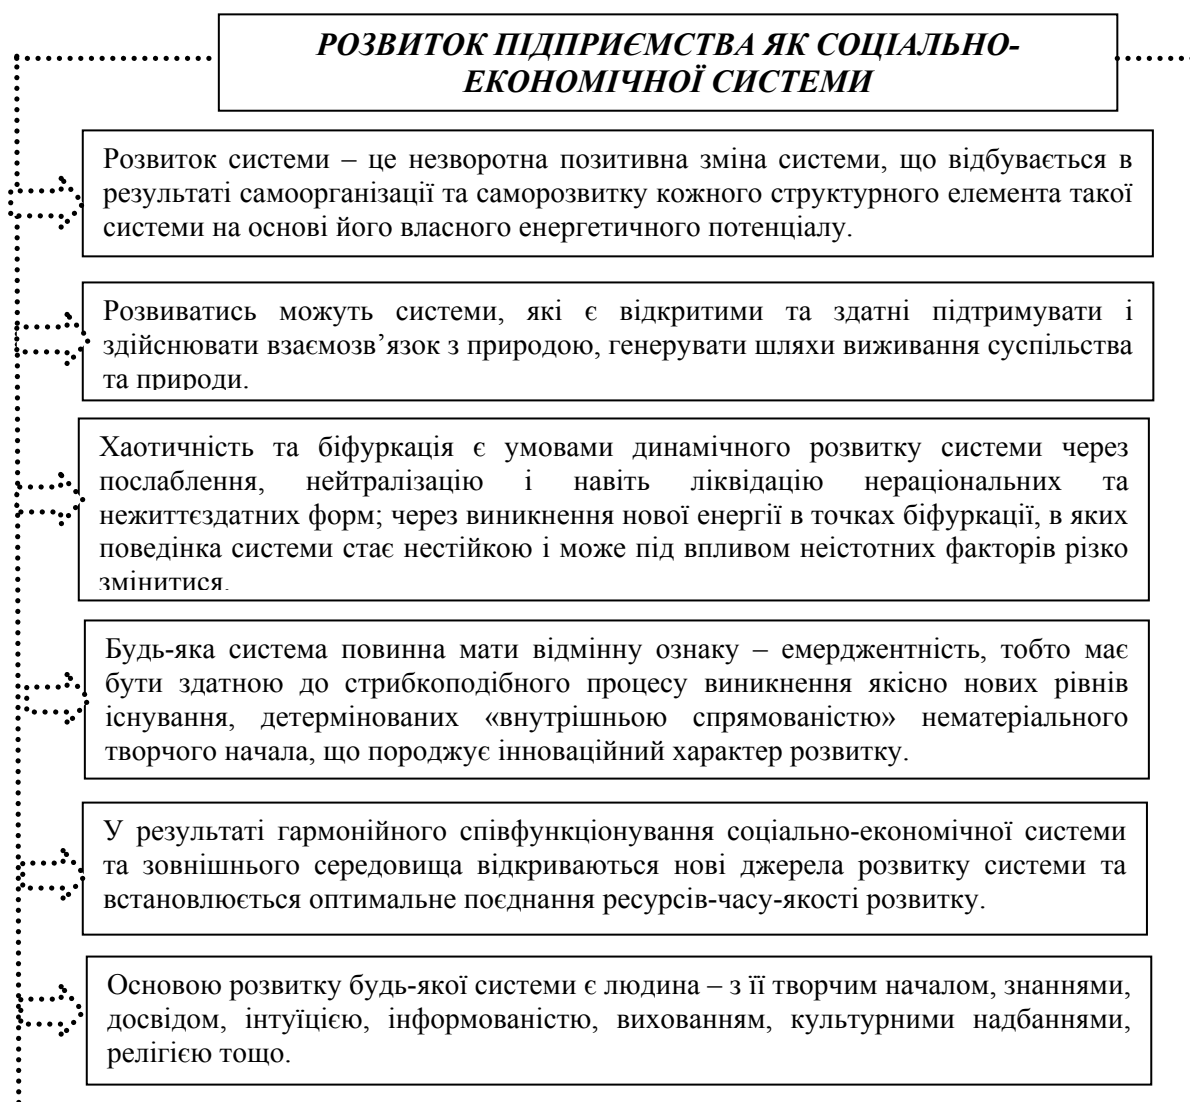 РОЗВИТОК ПІДПРИЄМСТВА ЯК СОЦІАЛЬНО-
ЕКОНОМІЧНОЇ СИСТЕМИ
Розвиток системи – це незворотна позитивна зміна системи, що відбувається в
результаті самоорганізації та саморозвитку кожного структурного елемента такої
системи на основі його власного енергетичного потенціалу.
Розвиватись можуть системи, які є відкритими та здатні підтримувати і
здійснювати взаємозв’язок з природою, генерувати шляхи виживання суспільства
та природи.
Хаотичність та біфуркація є умовами динамічного розвитку системи через
послаблення, нейтралізацію і навіть ліквідацію нераціональних та
нежиттєздатних форм; через виникнення нової енергії в точках біфуркації, в яких
поведінка системи стає нестійкою і може під впливом неістотних факторів різко
змінитися.
Будь-яка система повинна мати відмінну ознаку – емерджентність, тобто має
бути здатною до стрибкоподібного процесу виникнення якісно нових рівнів
існування, детермінованих «внутрішньою спрямованістю» нематеріального
творчого начала, що породжує інноваційний характер розвитку.
У результаті гармонійного співфункціонування соціально-економічної системи
та зовнішнього середовища відкриваються нові джерела розвитку системи та
встановлюється оптимальне поєднання ресурсів-часу-якості розвитку.
Основою розвитку будь-якої системи є людина – з її творчим началом, знаннями,
досвідом, інтуїцією, інформованістю, вихованням, культурними надбаннями,
релігією тощо.